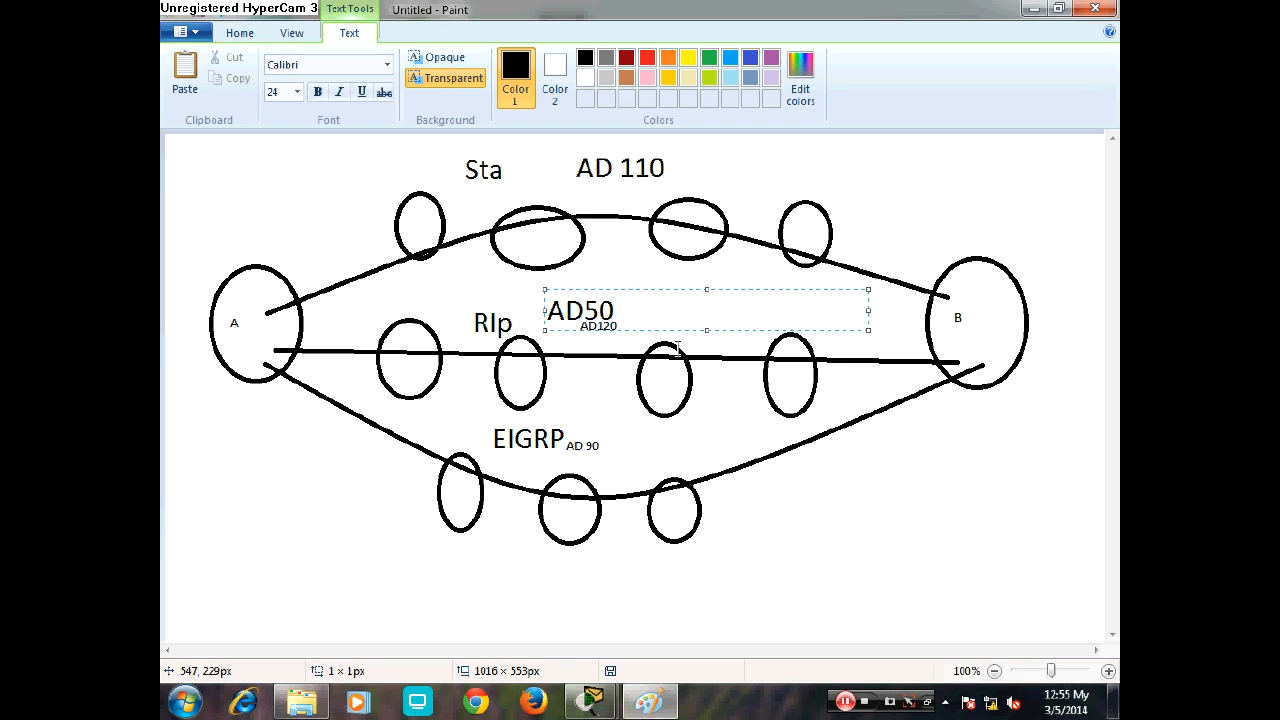 Unregistered HyperCam 3
Text Tools
Untitled - Paint
Home View Text
Paste
Cut
Copy
Clipboard
Calibri
24
B I U abc
Font
A Opaque
A Transparent
Background
Color 1
Color 2
Edit colors
Colors
Sta AD 110
A
B
RIp
AD50
AD120
EIGRP AD 90
547, 229px
1 × 1px
1016 × 553px
100%
12:55 My
3/5/2014